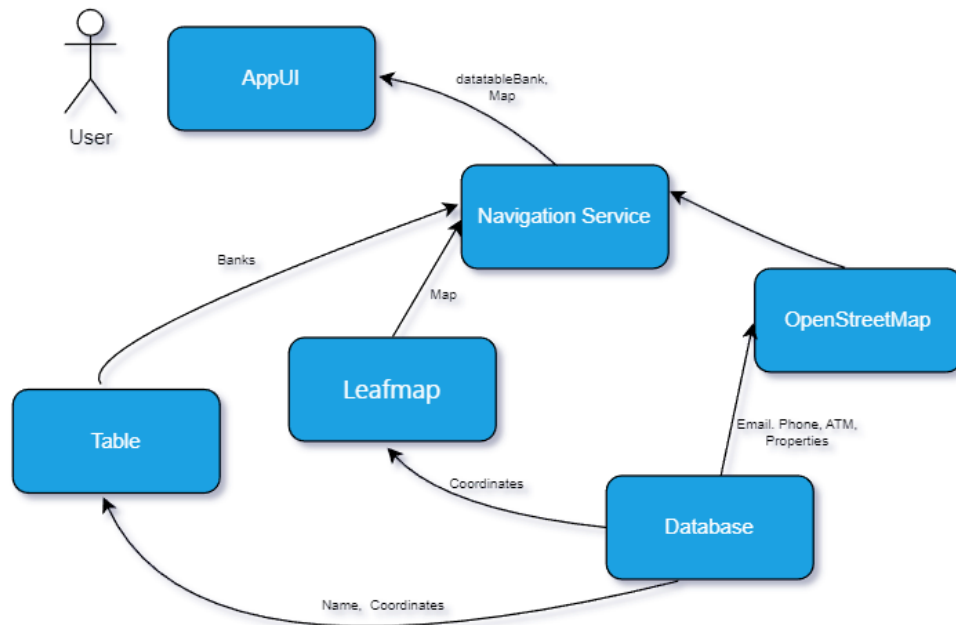 AppUI
User
datatableBank,
Map
Navigation Service
Banks
Map
OpenStreetMap
Leafmap
Table
Email. Phone, ATM,
Properties
Coordinates
Database
Name,  Coordinates